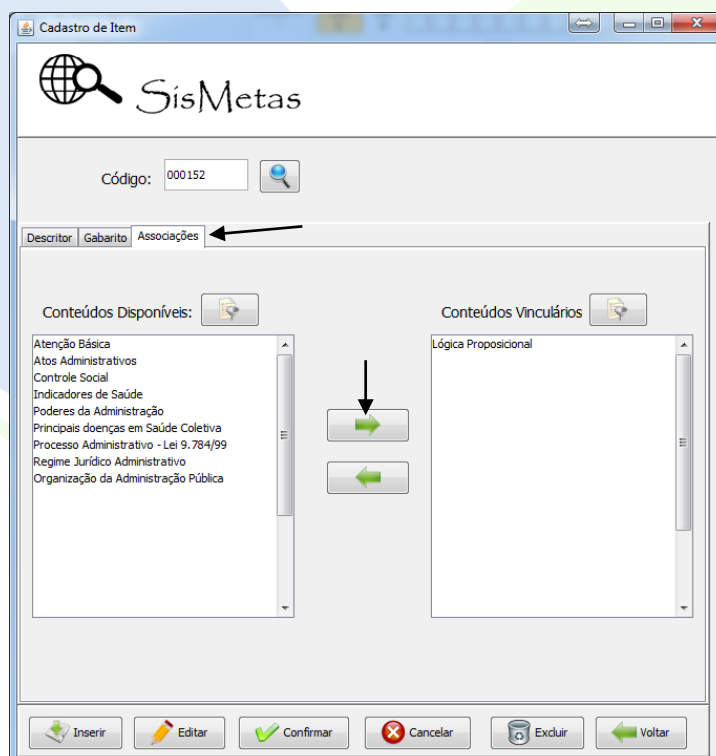 Cadastro de Item
SisMetas
Código: 000152
Descritor Gabarito Associações
Conteúdos Disponíveis: Conteúdos Vinculários
Atenção Básica
Atos Administrativos
Controle Social
Indicadores de Saúde
Poderes da Administração
Principais doenças em Saúde Coletiva
Processo Administrativo - Lei 9.784/99
Regime Jurídico Administrativo
Organização da Administração Pública
Lógica Proposicional
Inserir Editar Confirmar Cancelar Excluir Voltar